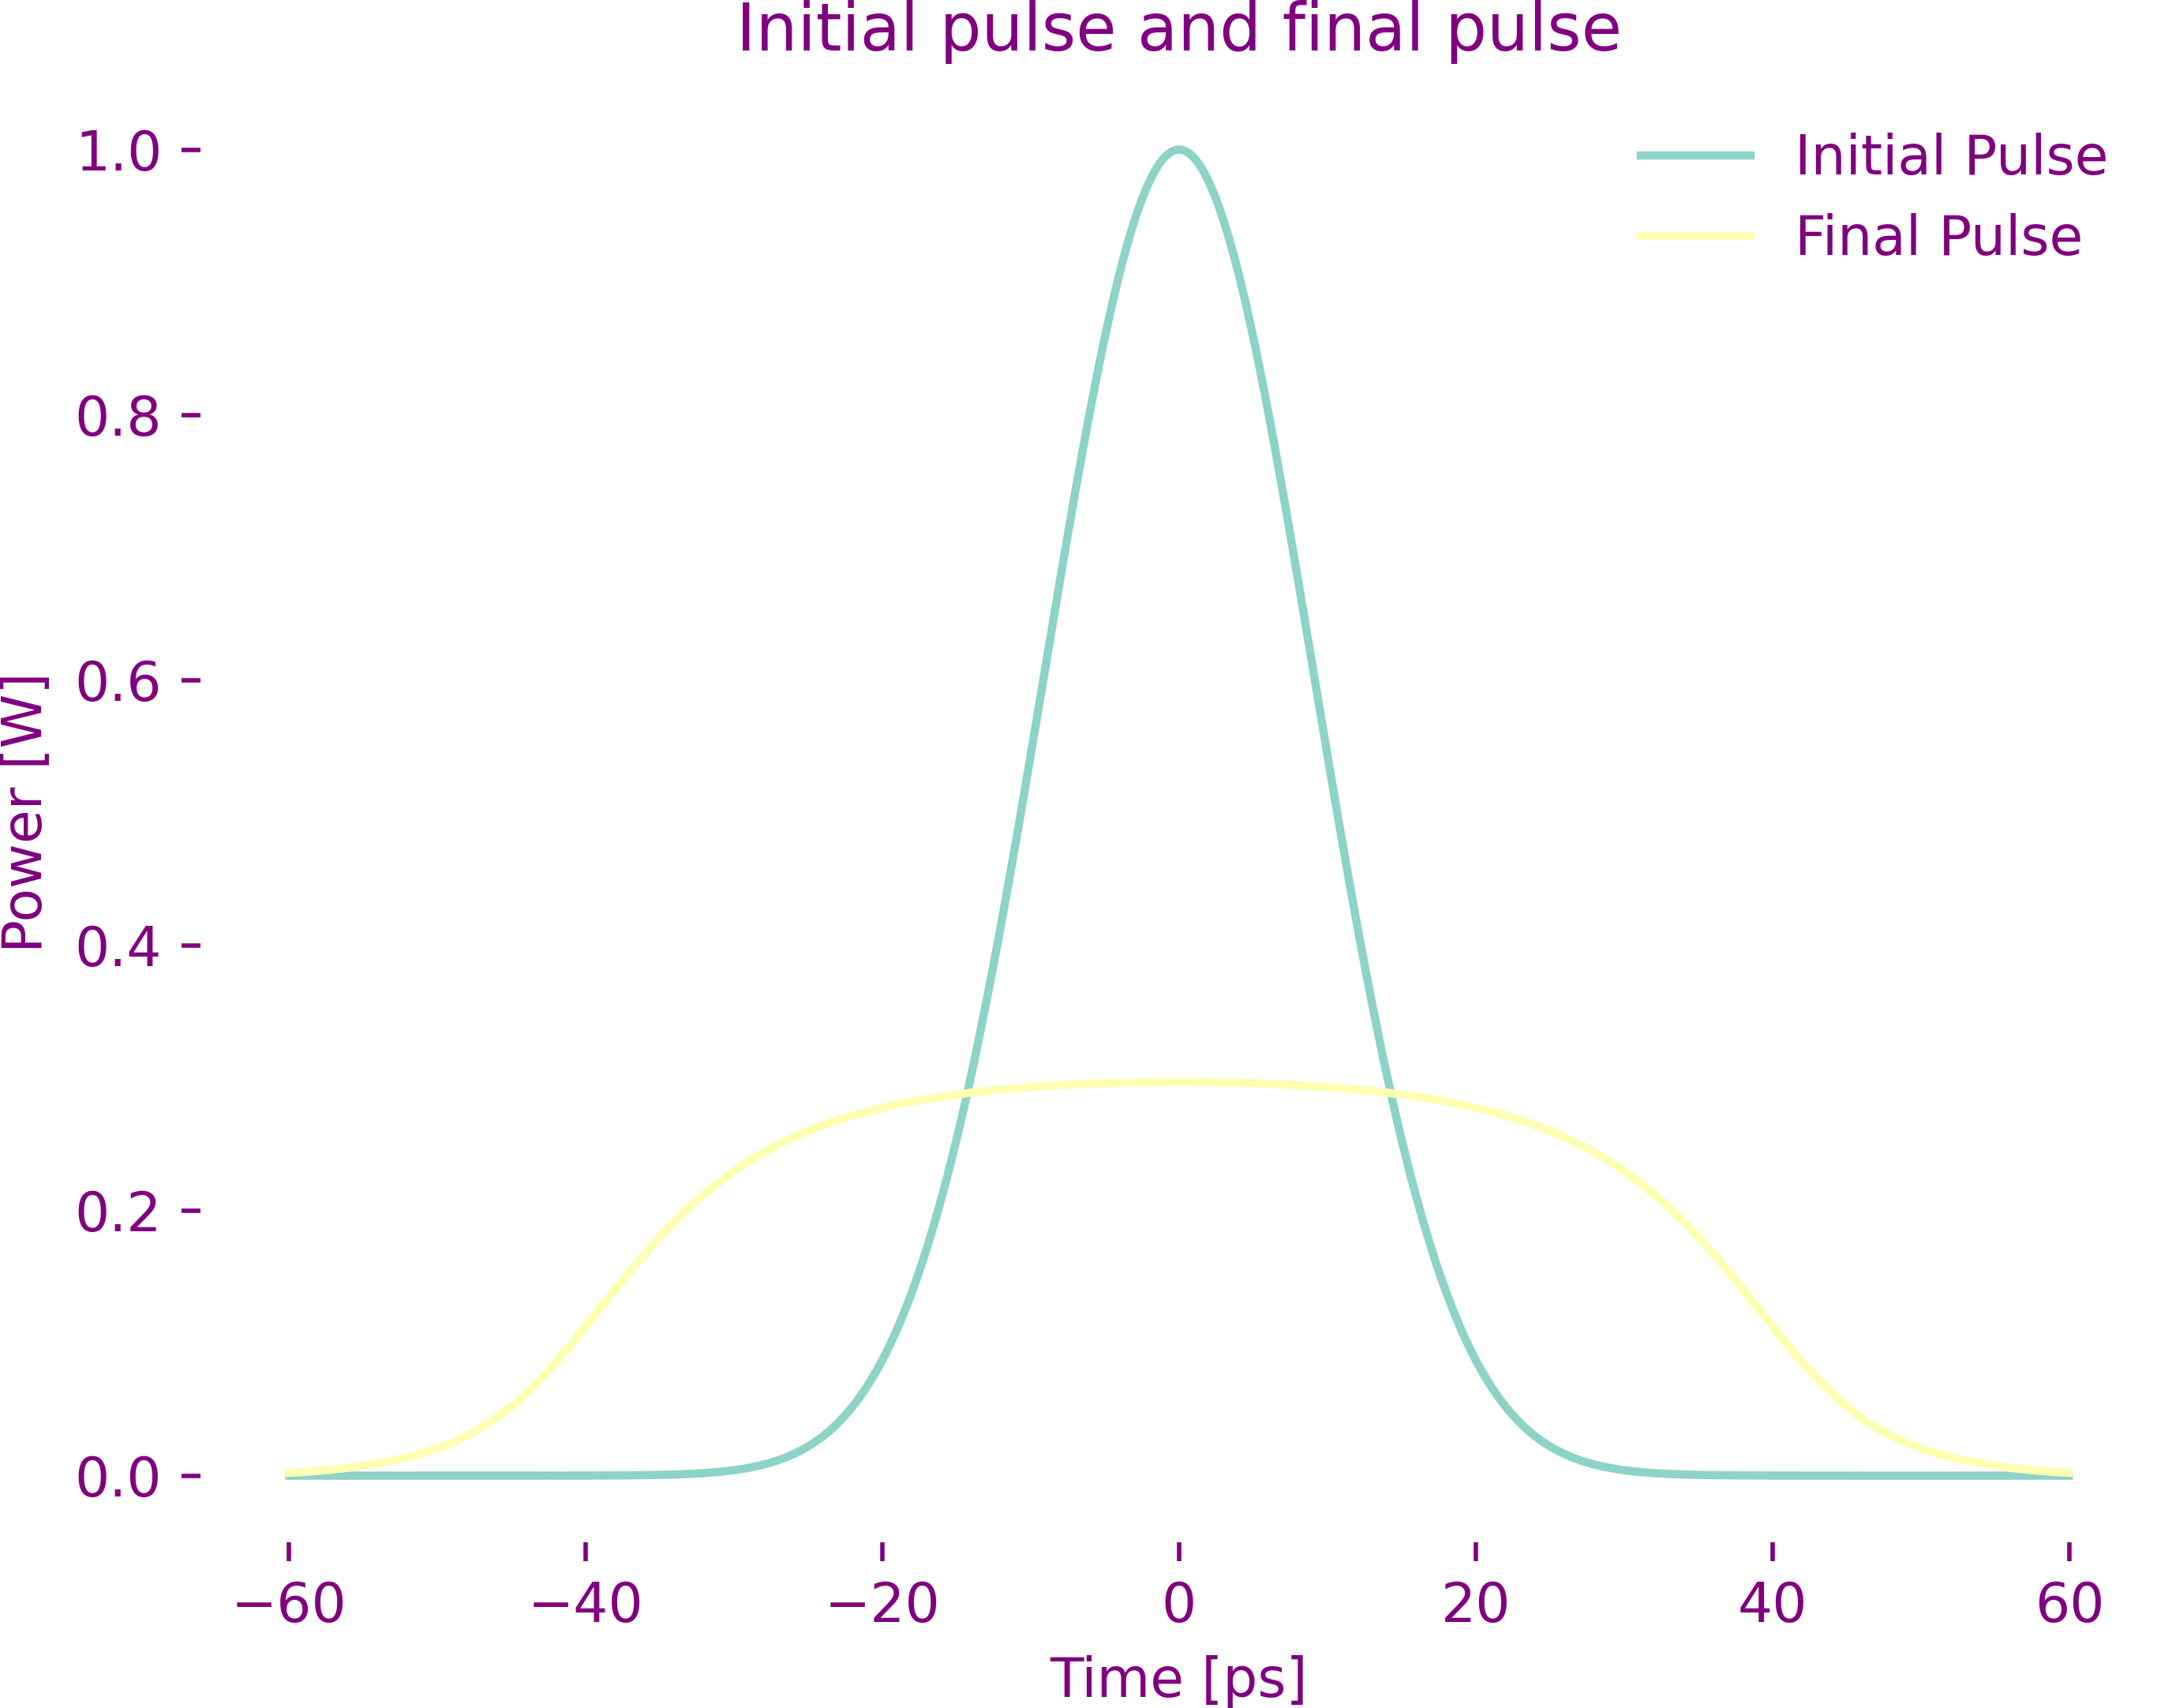 Initial pulse and final pulse
Initial Pulse
Final Pulse
Power [W]
1.0
0.8
0.6
0.4
0.2
0.0
−60 −40 −20 0 20 40 60
Time [ps]